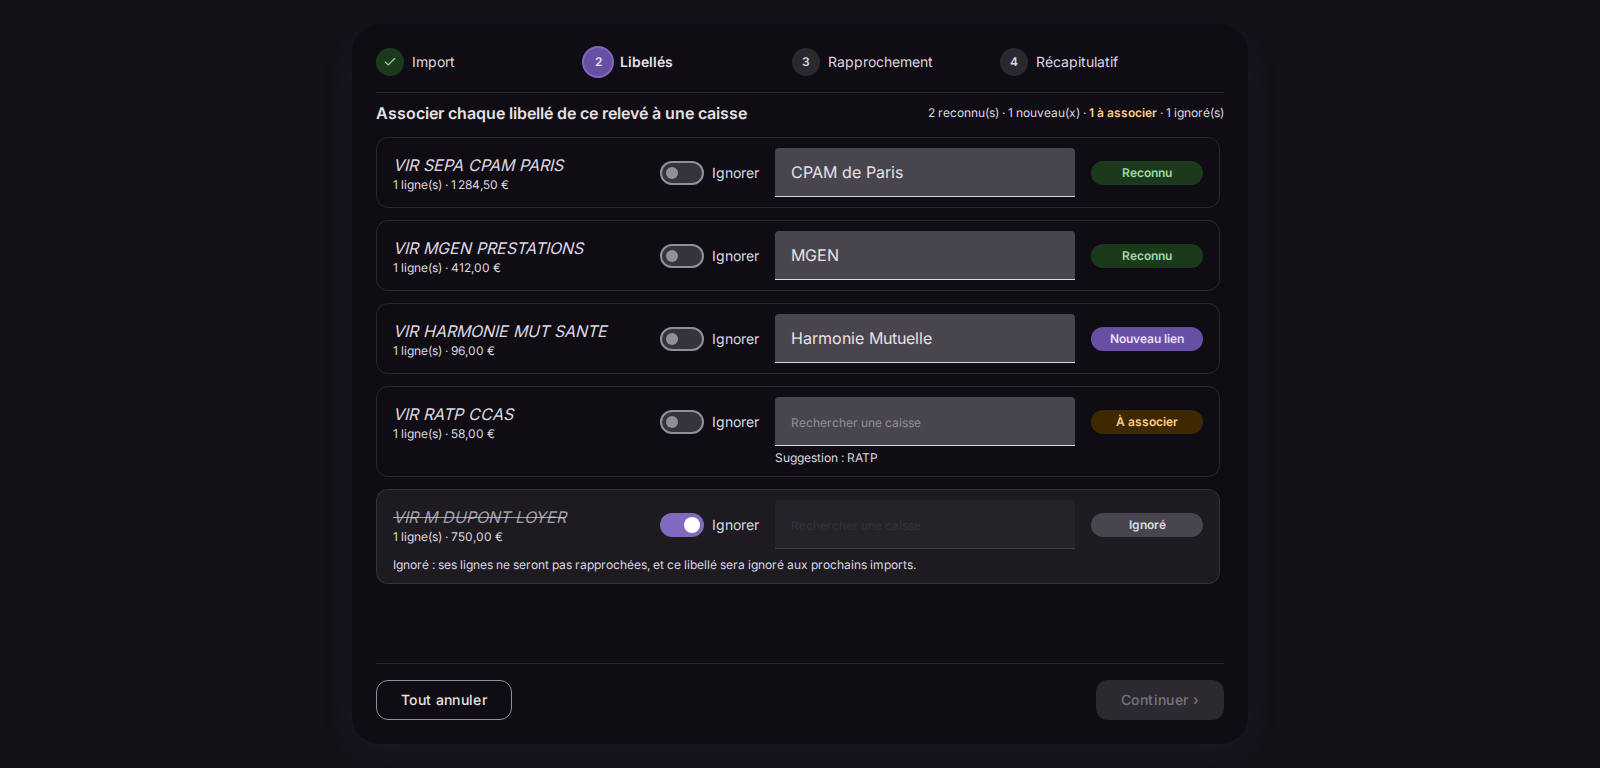 Import
2 Libellés
3 Rapprochement
4 Récapitulatif
Associer chaque libellé de ce relevé à une caisse
2 reconnu(s) · 1 nouveau(x) · 1 à associer · 1 ignoré(s)
VIR SEPA CPAM PARIS
1 ligne(s) · 1 284,50 €
Ignorer
CPAM de Paris
Reconnu
VIR MGEN PRESTATIONS
1 ligne(s) · 412,00 €
Ignorer
MGEN
Reconnu
VIR HARMONIE MUT SANTE
1 ligne(s) · 96,00 €
Ignorer
Harmonie Mutuelle
Nouveau lien
VIR RATP CCAS
1 ligne(s) · 58,00 €
Ignorer
Rechercher une caisse
À associer
Suggestion : RATP
VIR M DUPONT LOYER
1 ligne(s) · 750,00 €
Ignorer
Rechercher une caisse
Ignoré
Ignoré : ses lignes ne seront pas rapprochées, et ce libellé sera ignoré aux prochains imports.
Tout annuler
Continuer ›